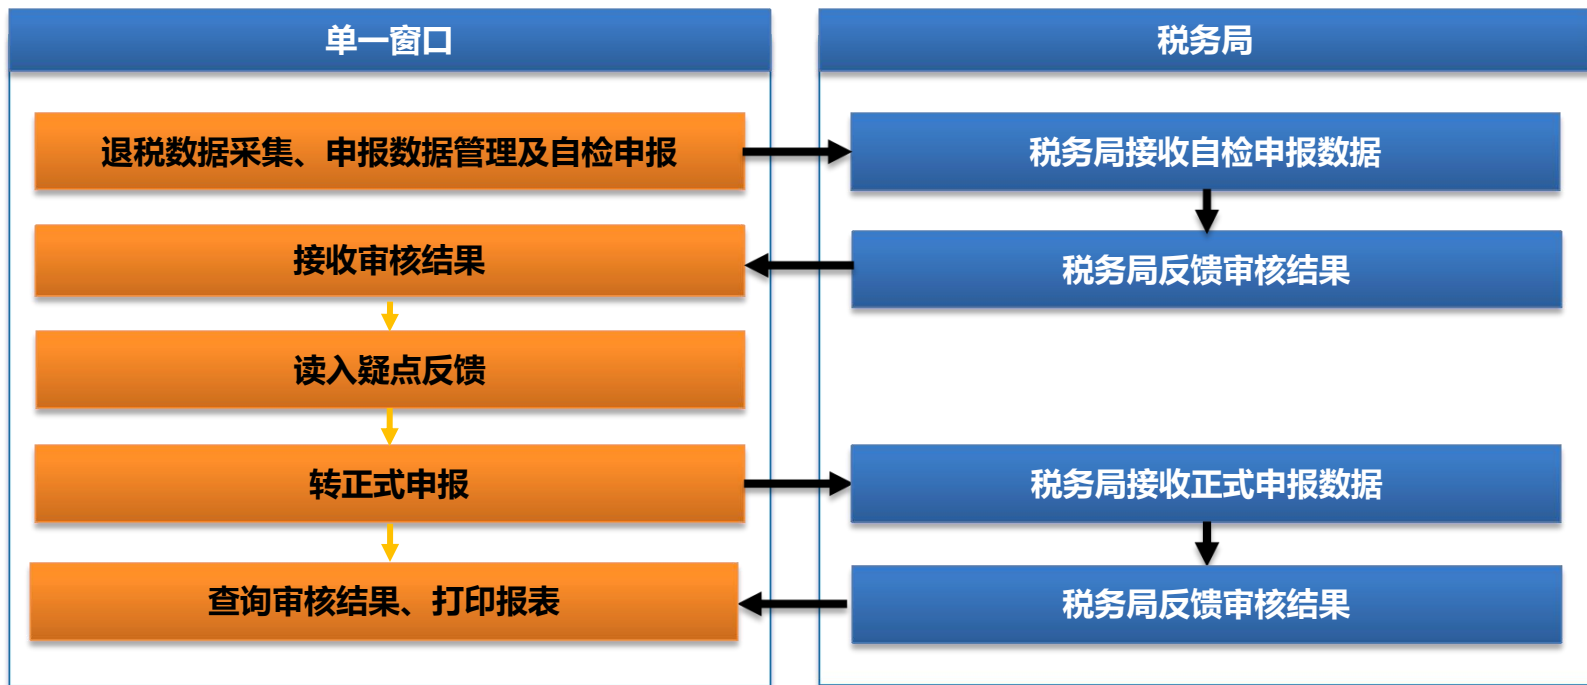 单一窗口
税务局
退税数据采集、申报数据管理及自检申报
税务局接收自检申报数据
接收审核结果
税务局反馈审核结果
读入疑点反馈
转正式申报
税务局接收正式申报数据
查询审核结果、打印报表
税务局反馈审核结果